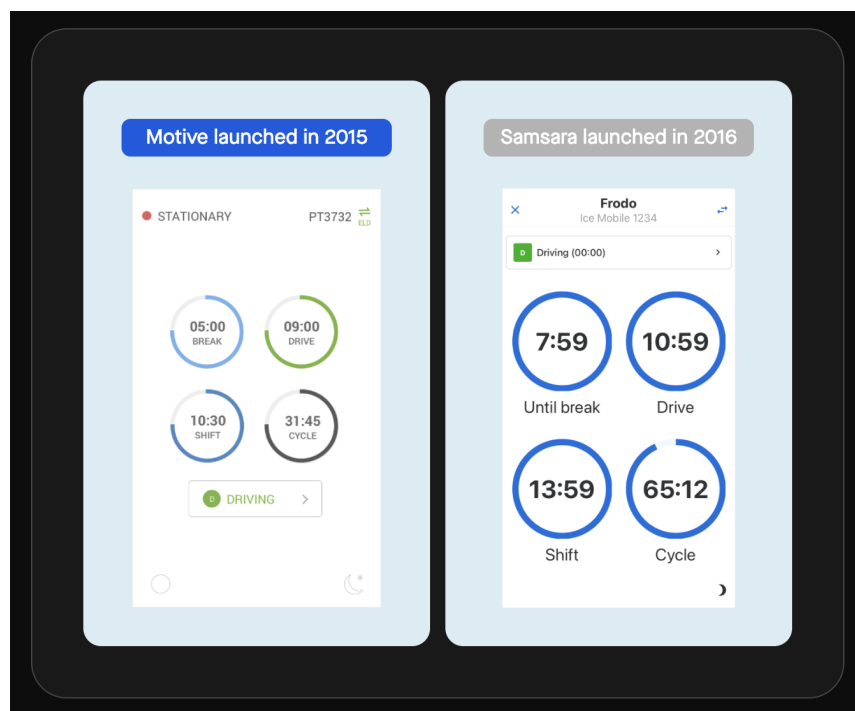 Motive launched in 2015
STATIONARY
PT3732
ELD
05:00
BREAK
09:00
DRIVE
10:30
SHIFT
31:45
CYCLE
D DRIVING
Samsara launched in 2016
Frodo
Ice Mobile 1234
D Driving (00:00)
7:59
Until break
10:59
Drive
13:59
Shift
65:12
Cycle